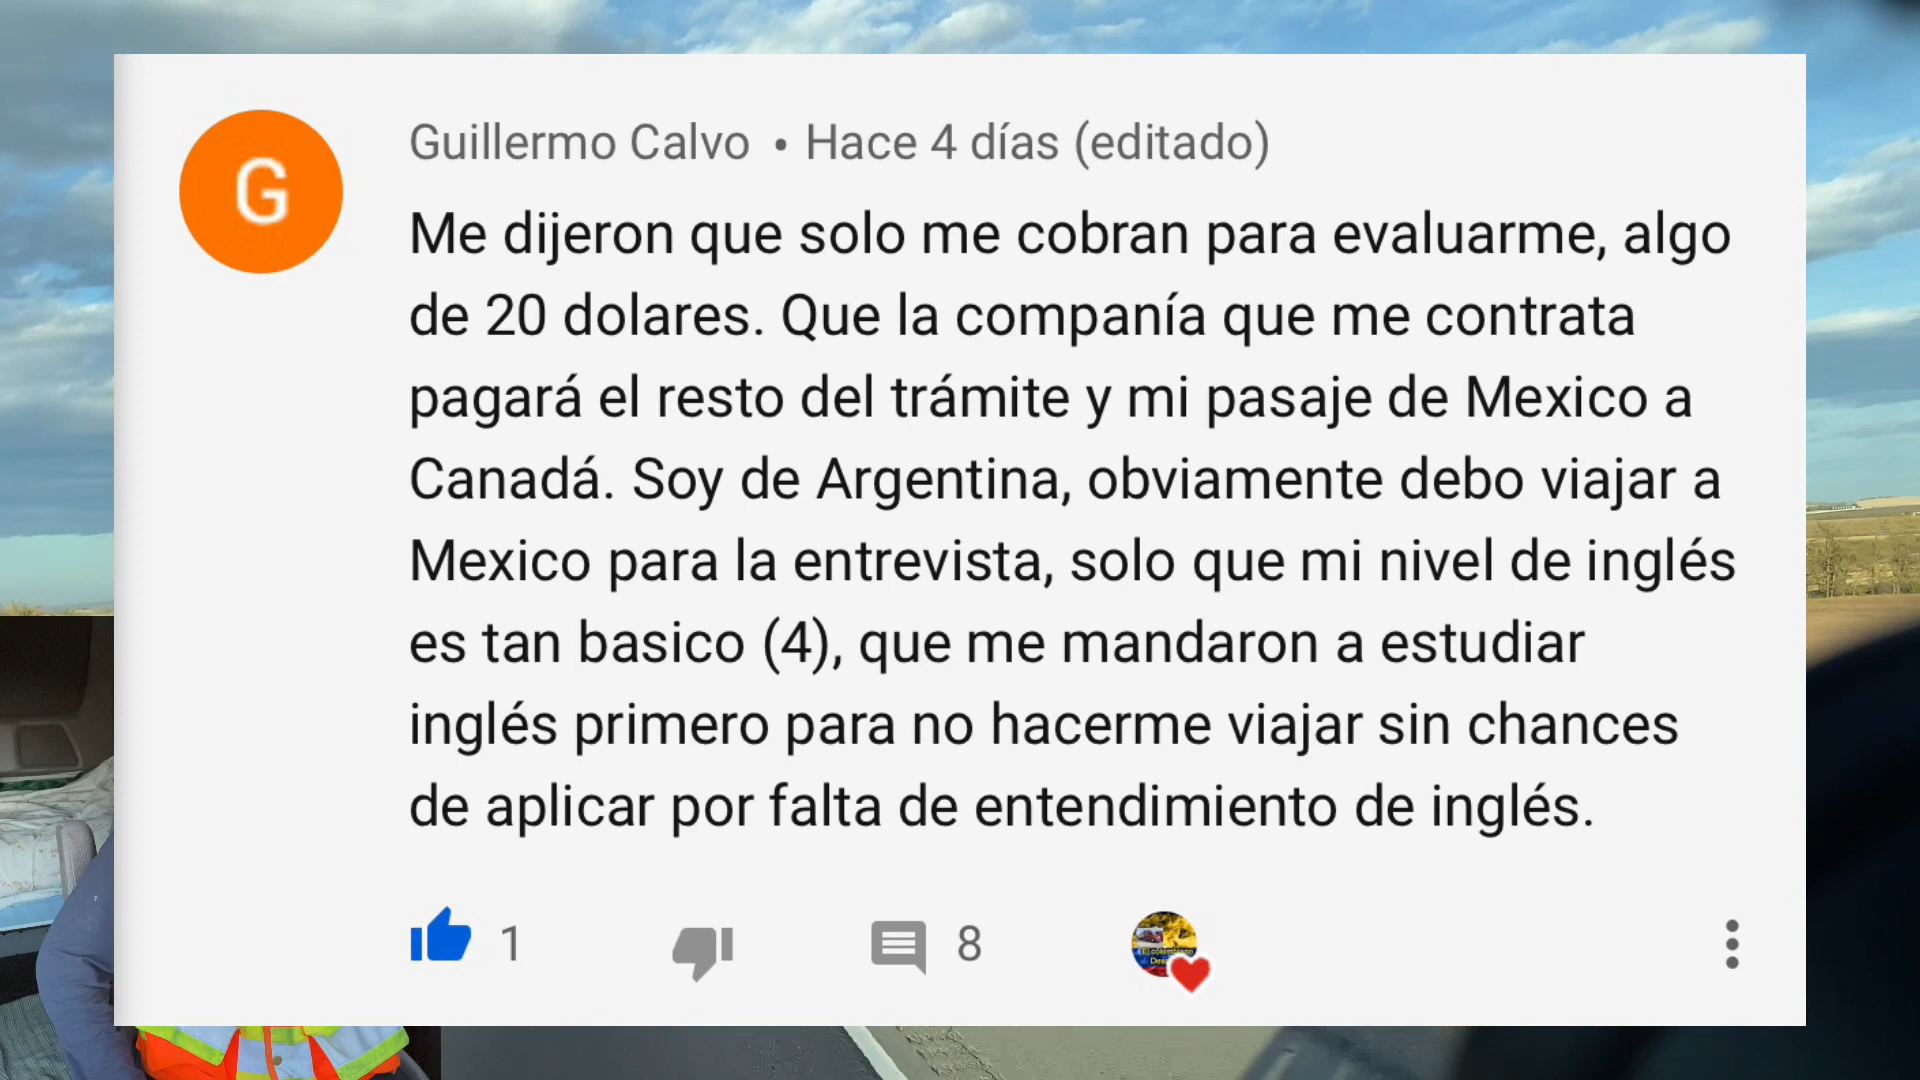 G
Guillermo Calvo • Hace 4 días (editado)
Me dijeron que solo me cobran para evaluarme, algo
de 20 dolares. Que la companía que me contrata
pagará el resto del trámite y mi pasaje de Mexico a
Canadá. Soy de Argentina, obviamente debo viajar a
Mexico para la entrevista, solo que mi nivel de inglés
es tan basico (4), que me mandaron a estudiar
inglés primero para no hacerme viajar sin chances
de aplicar por falta de entendimiento de inglés.
1 8